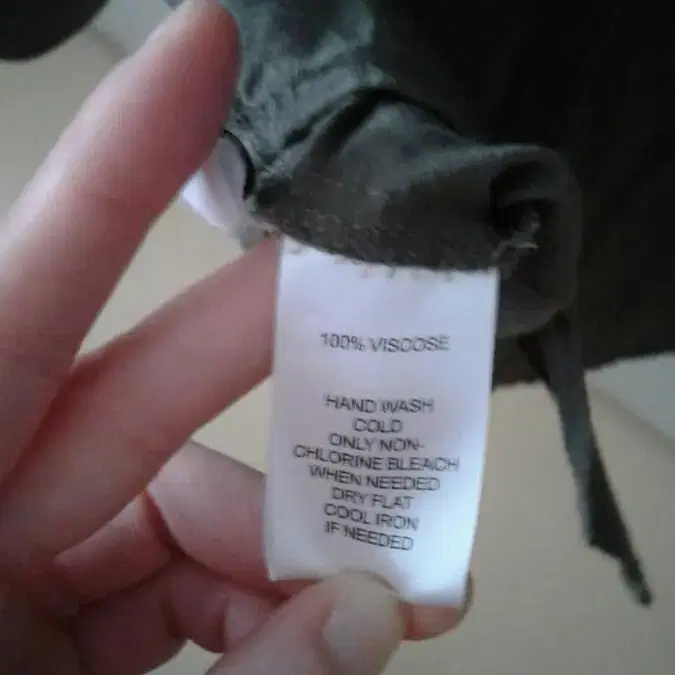 100% VISCOSE
HAND WASH
COLD
ONLY NON-
CHLORINE BLEACH
WHEN NEEDED
DRY FLAT
COOL IRON
IF NEEDED